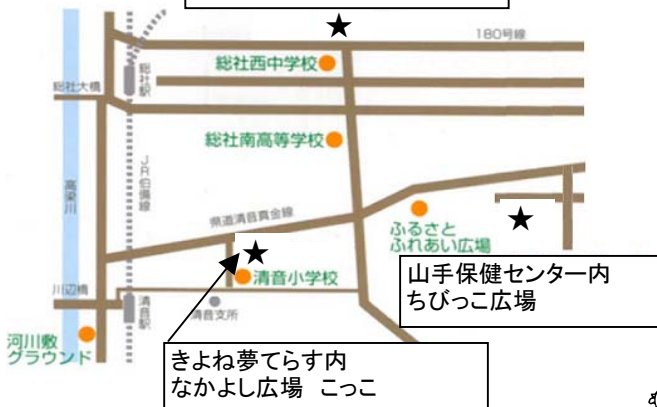 180号線
総社西中学校
総社駅
総社大橋
総社南高等学校
JR伯備線
高梁川
県道清音真金線
ふるさと
ふれあい広場
山手保健センター内
ちびっこ広場
清音小学校
川辺橋
清音駅
清音支所
河川敷
グラウンド
きよね夢てらす内
なかよし広場 こっこ